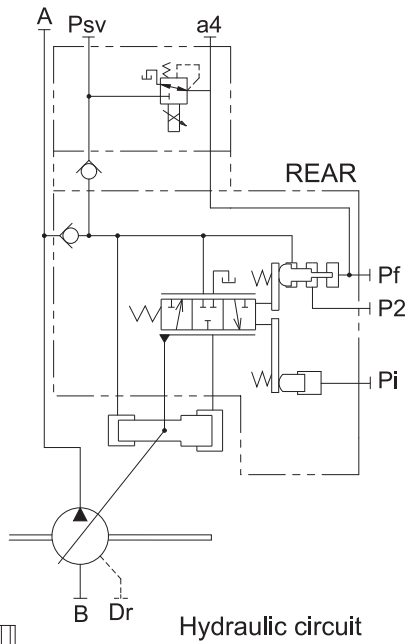 A Psv a4
REAR
Pf
P2
Pi
B Dr
Hydraulic circuit